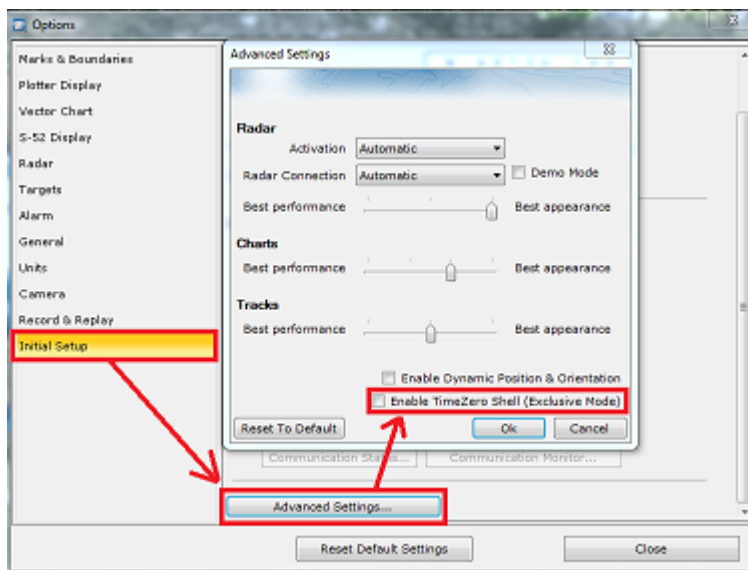 Options
Marks & Boundaries
Plotter Display
Vector Chart
S-52 Display
Radar
Targets
Alarm
General
Units
Camera
Record & Replay
Initial Setup
Advanced Settings
Radar
Activation Automatic
Radar Connection Automatic Demo Mode
Best performance Best appearance
Charts
Best performance Best appearance
Tracks
Best performance Best appearance
Enable Dynamic Position & Orientation
Enable TimeZero Shell (Exclusive Mode)
Reset To Default Ok Cancel
Communication Status... Communication Monitor...
Advanced Settings...
Reset Default Settings Close